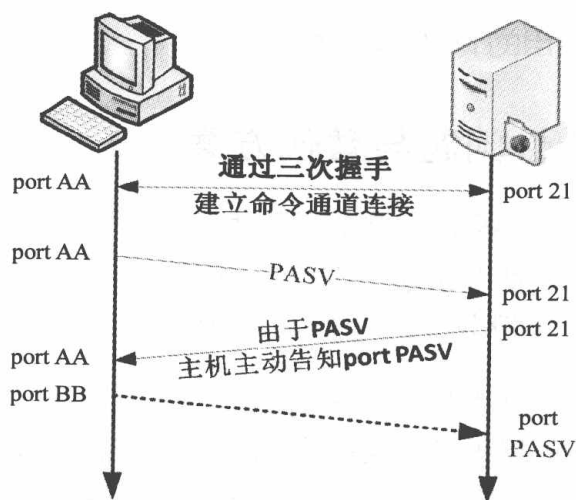 通过三次握手
port AA
port 21
建立命令通道连接
port AA
PASV
port 21
由于PASV
port 21
主机主动告知port PASV
port AA
port BB
port
PASV